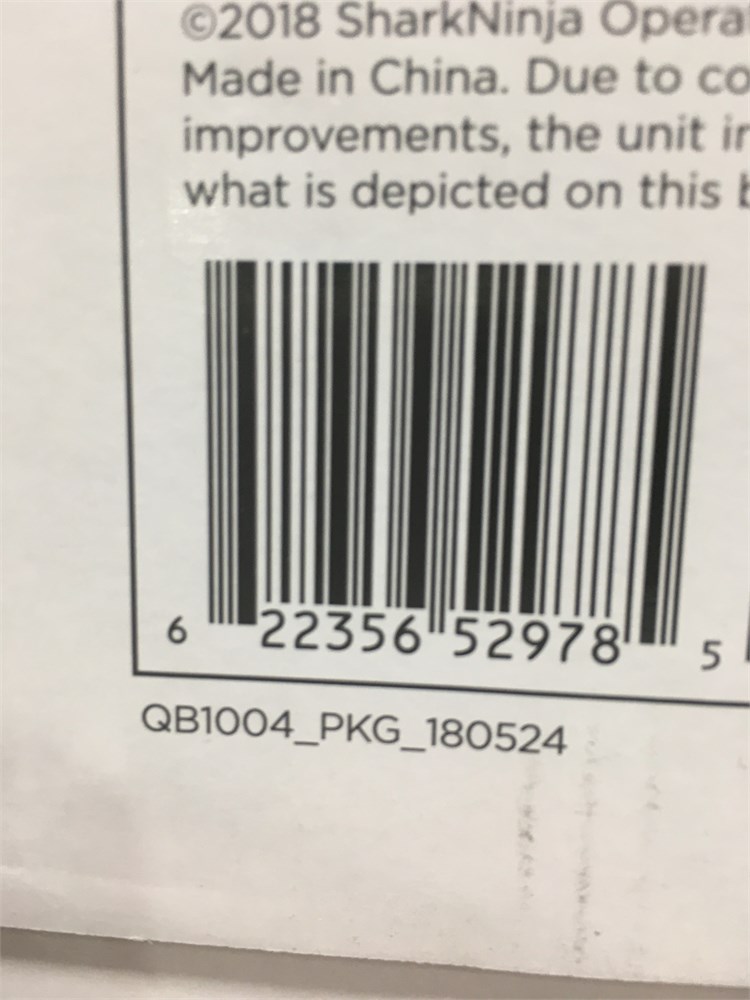 ©2018 SharkNinja Opera
Made in China. Due to co
improvements, the unit in
what is depicted on this b
6 22356 52978 5
QB1004_PKG_180524